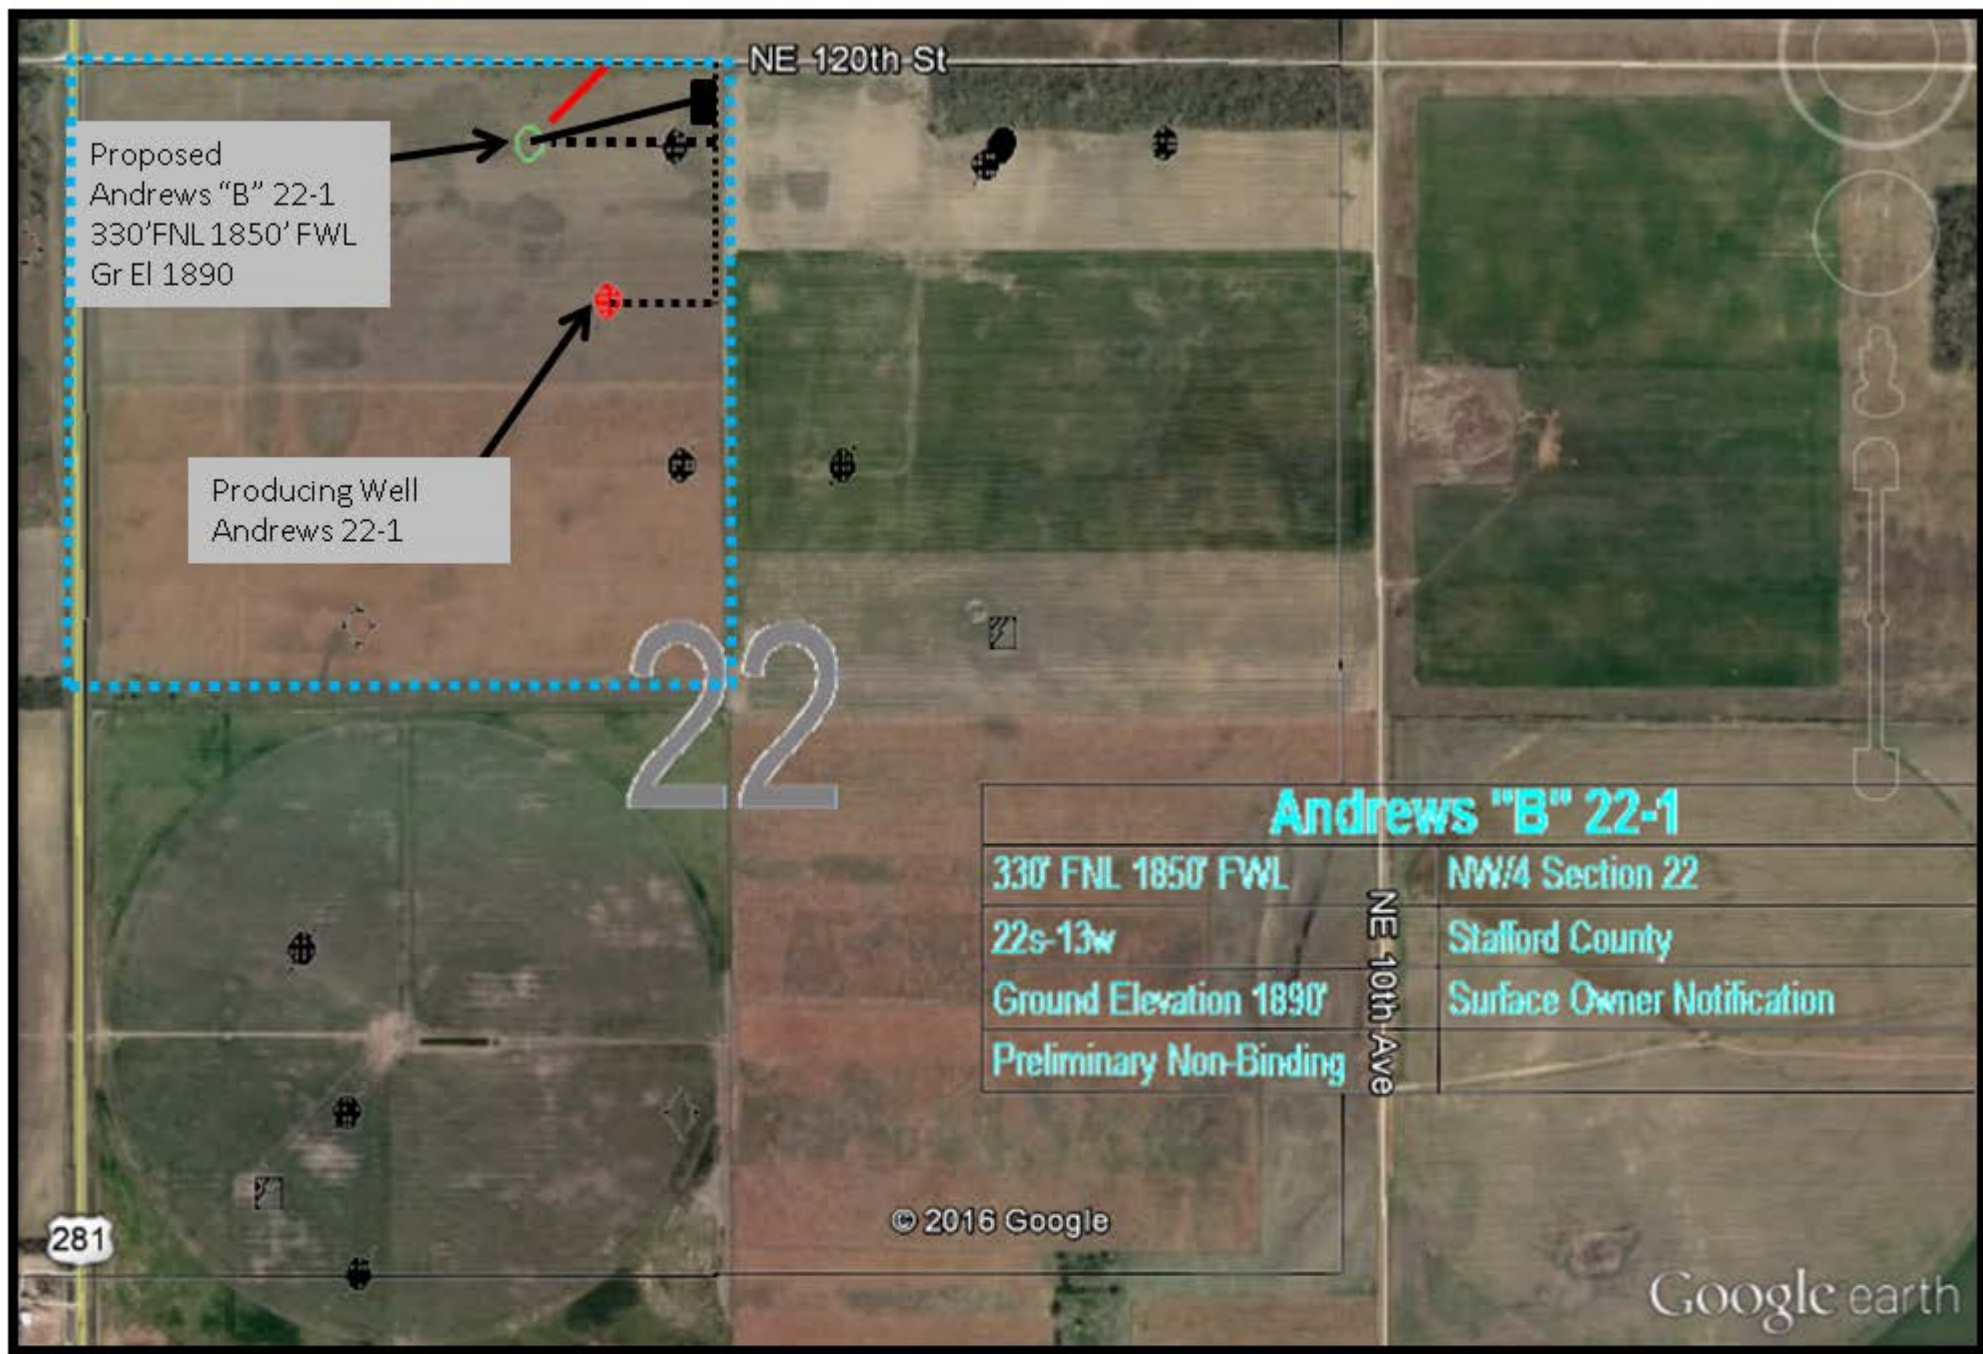 NE 120th St
Proposed
Andrews “B” 22-1
330’FNL 1850’ FWL
Gr El 1890
Producing Well
Andrews 22-1
22
Andrews "B" 22-1
330' FNL 1850' FWL
NW/4 Section 22
22s-13w
Stafford County
Ground Elevation 1890'
Surface Owner Notification
Preliminary Non-Binding
NE 10th Ave
281
© 2016 Google
Google earth